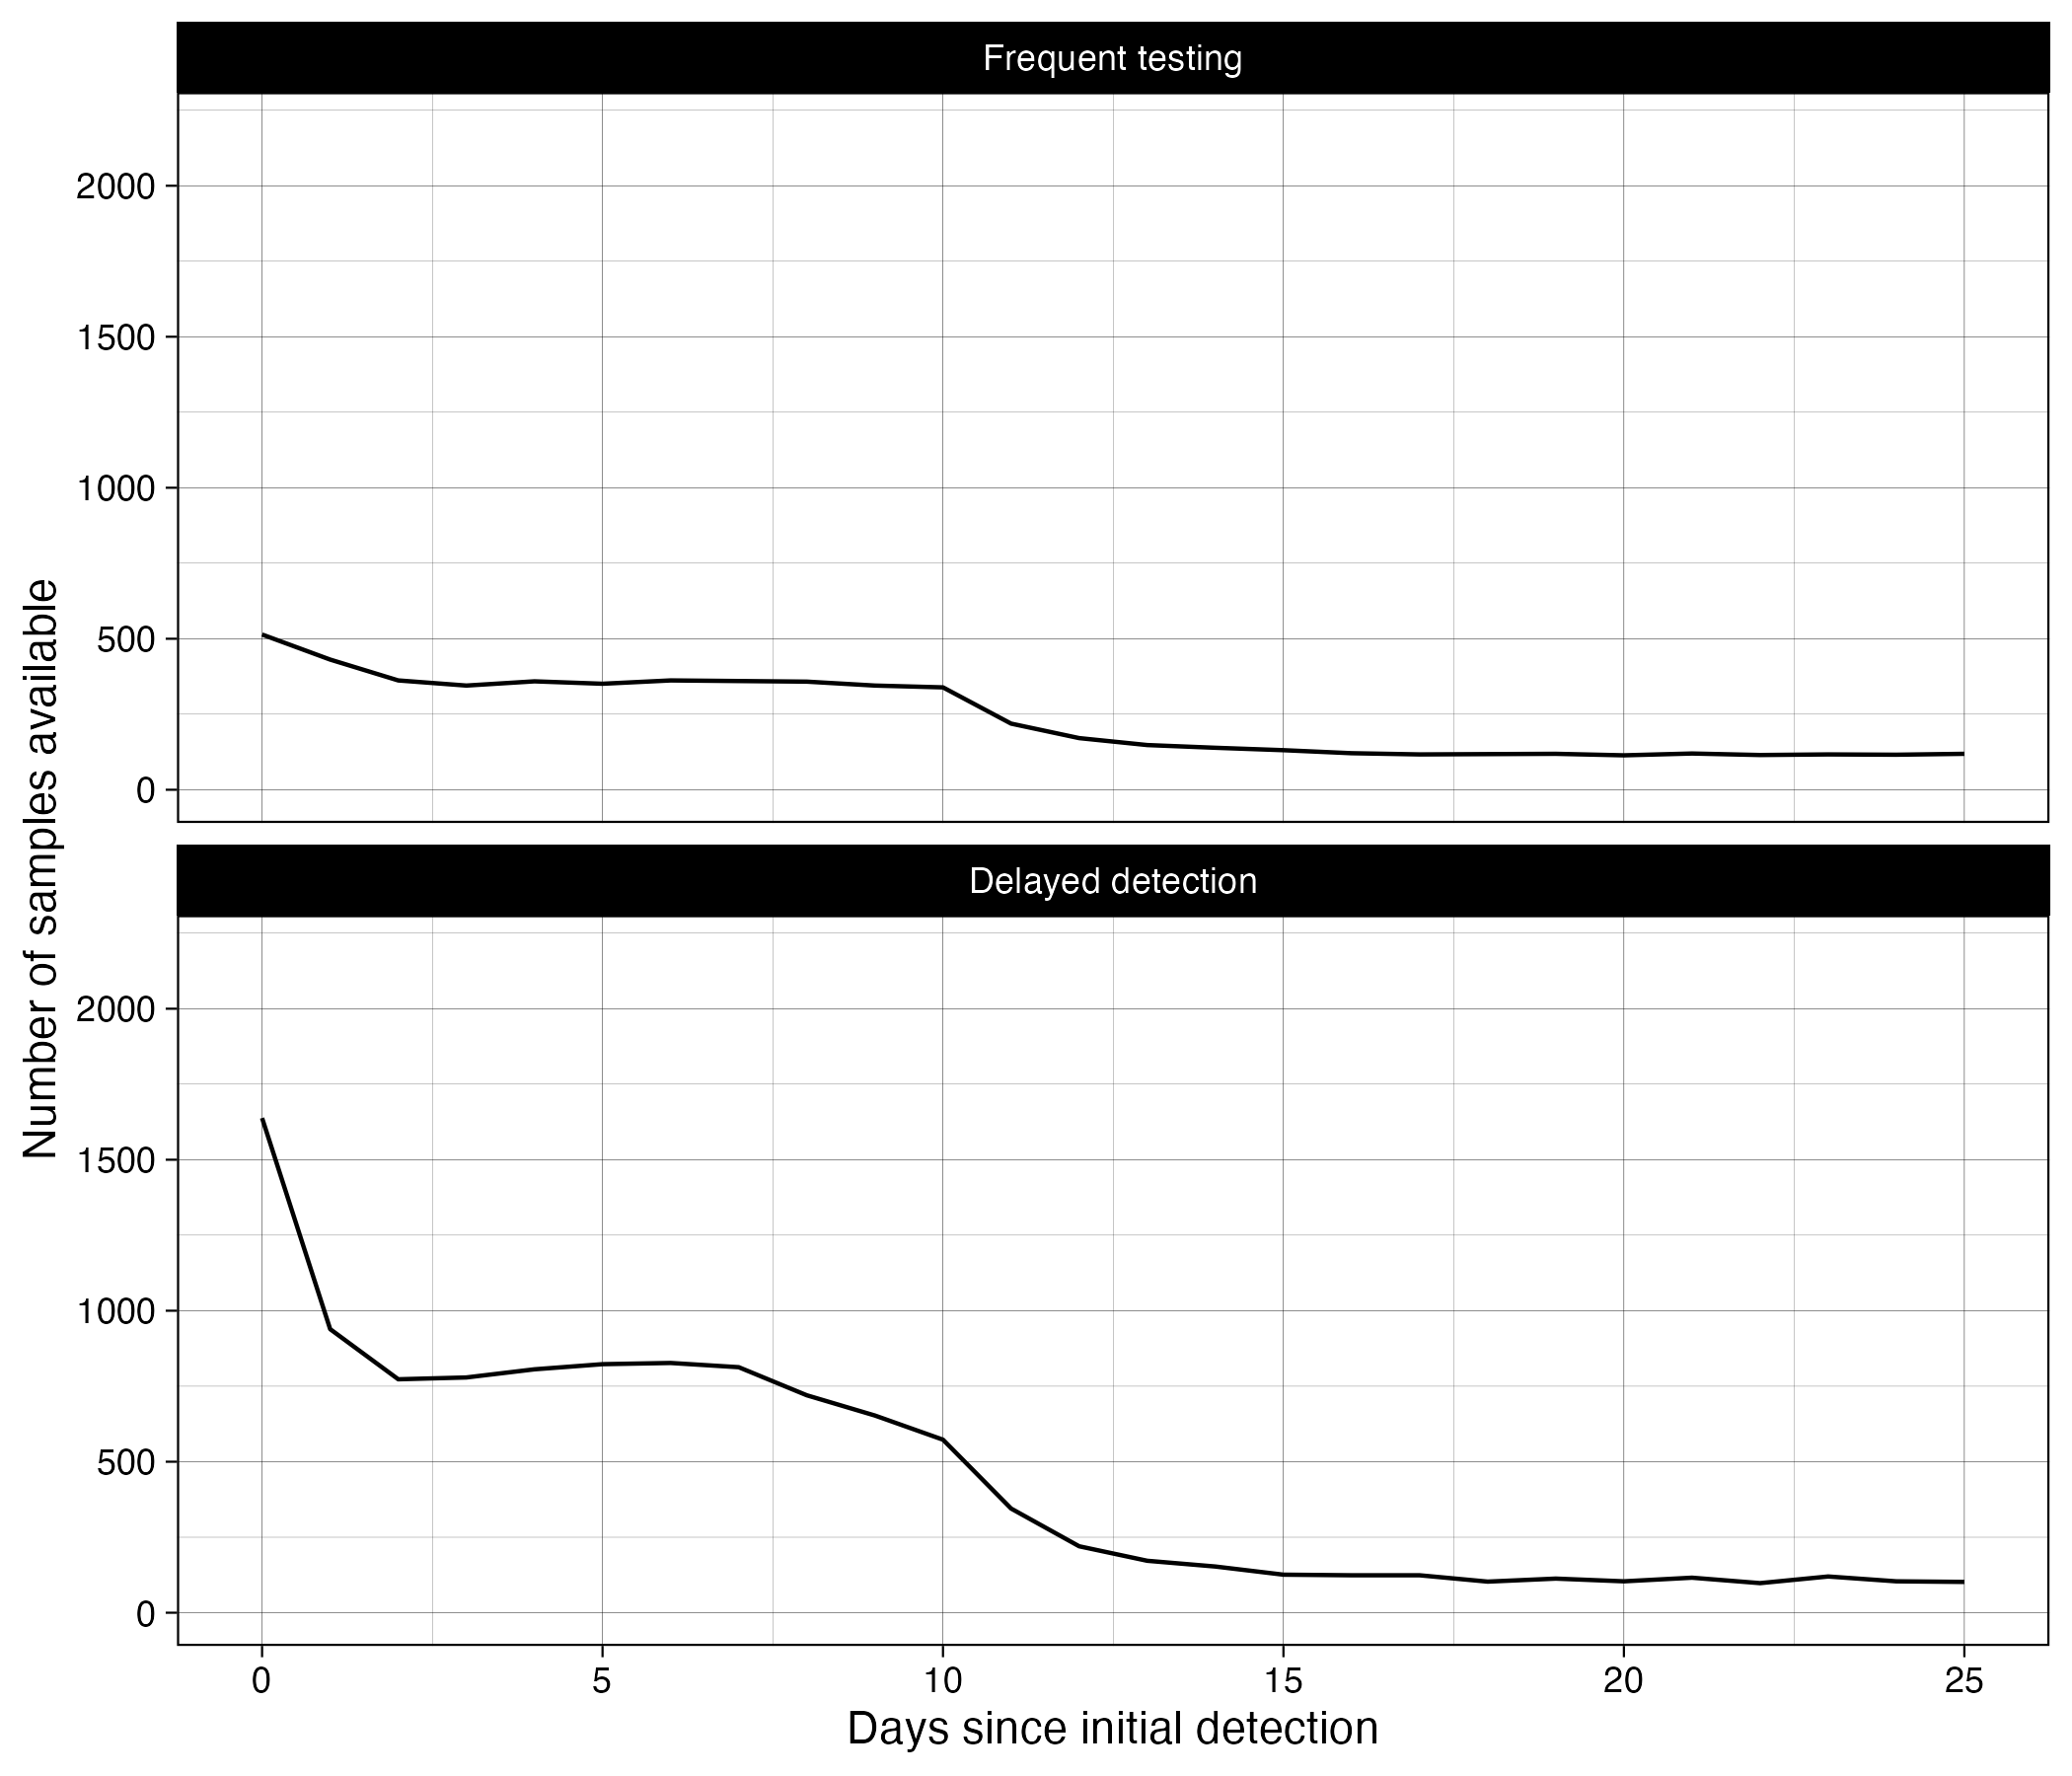 Frequent testing
2000
1500
1000
500
0
Number of samples available
Delayed detection
2000
1500
1000
500
0
0 5 10 15 20 25
Days since initial detection